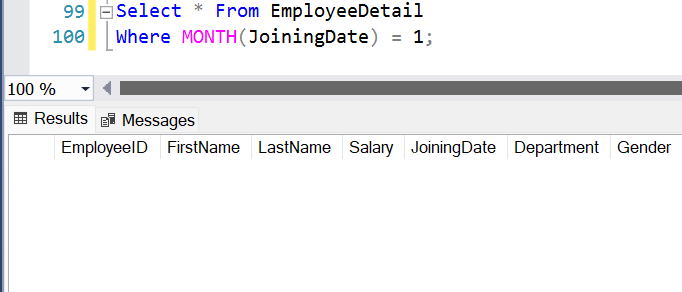 99 Select * From EmployeeDetail
100 Where MONTH(JoiningDate) = 1;
100 %
Results Messages
EmployeeID FirstName LastName Salary JoiningDate Department Gender